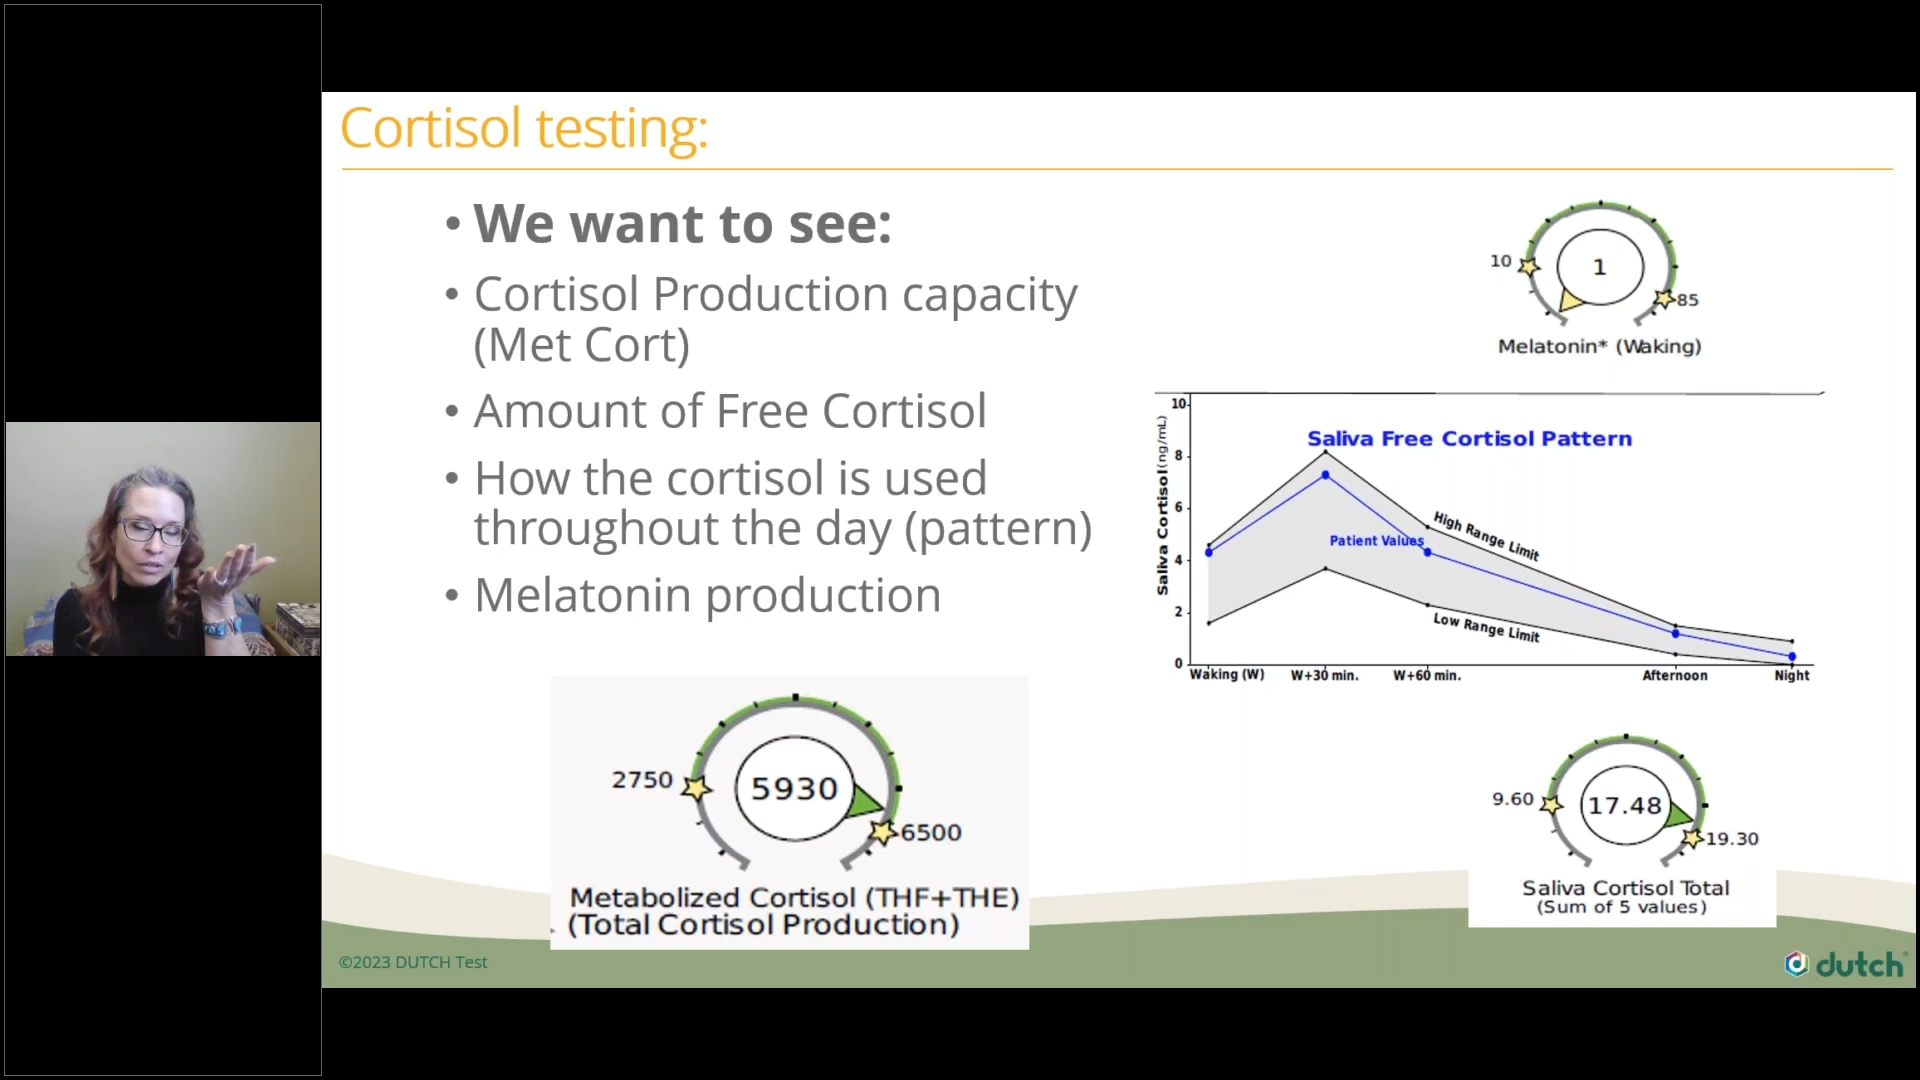 Cortisol testing:
• We want to see:
• Cortisol Production capacity
(Met Cort)
• Amount of Free Cortisol
• How the cortisol is used
throughout the day (pattern)
• Melatonin production
10
1
85
Melatonin* (Waking)
Saliva Free Cortisol Pattern
Saliva Cortisol (ng/mL)
10
8
6
4
2
0
High Range Limit
Patient Values
Low Range Limit
Waking (W) W+30 min. W+60 min. Afternoon Night
2750
5930
6500
Metabolized Cortisol (THF+THE)
(Total Cortisol Production)
9.60
17.48
19.30
Saliva Cortisol Total
(Sum of 5 values)
©2023 DUTCH Test
dutch®